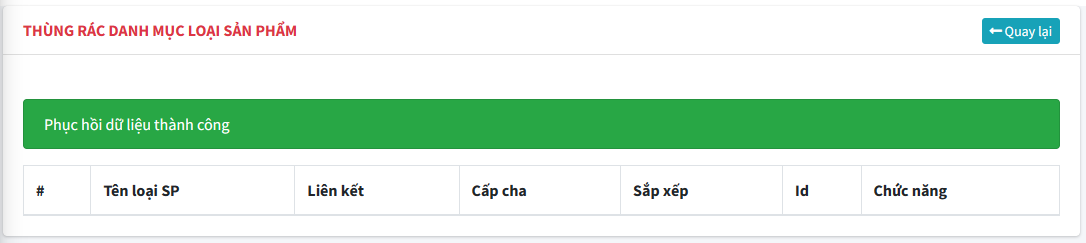 THÙNG RÁC DANH MỤC LOẠI SẢN PHẨM
Quay lại
Phục hồi dữ liệu thành công
# Tên loại SP Liên kết Cấp cha Sắp xếp Id Chức năng